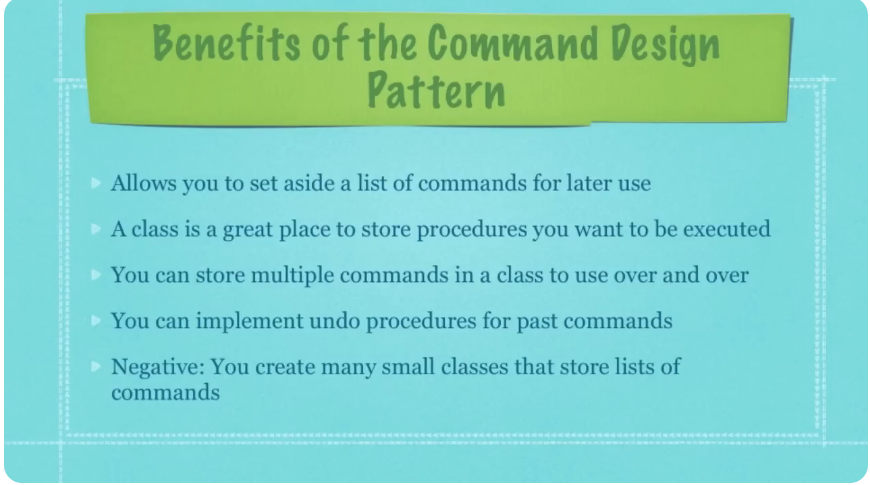 Benefits of the Command Design
Pattern
Allows you to set aside a list of commands for later use
A class is a great place to store procedures you want to be executed
You can store multiple commands in a class to use over and over
You can implement undo procedures for past commands
Negative: You create many small classes that store lists of
commands